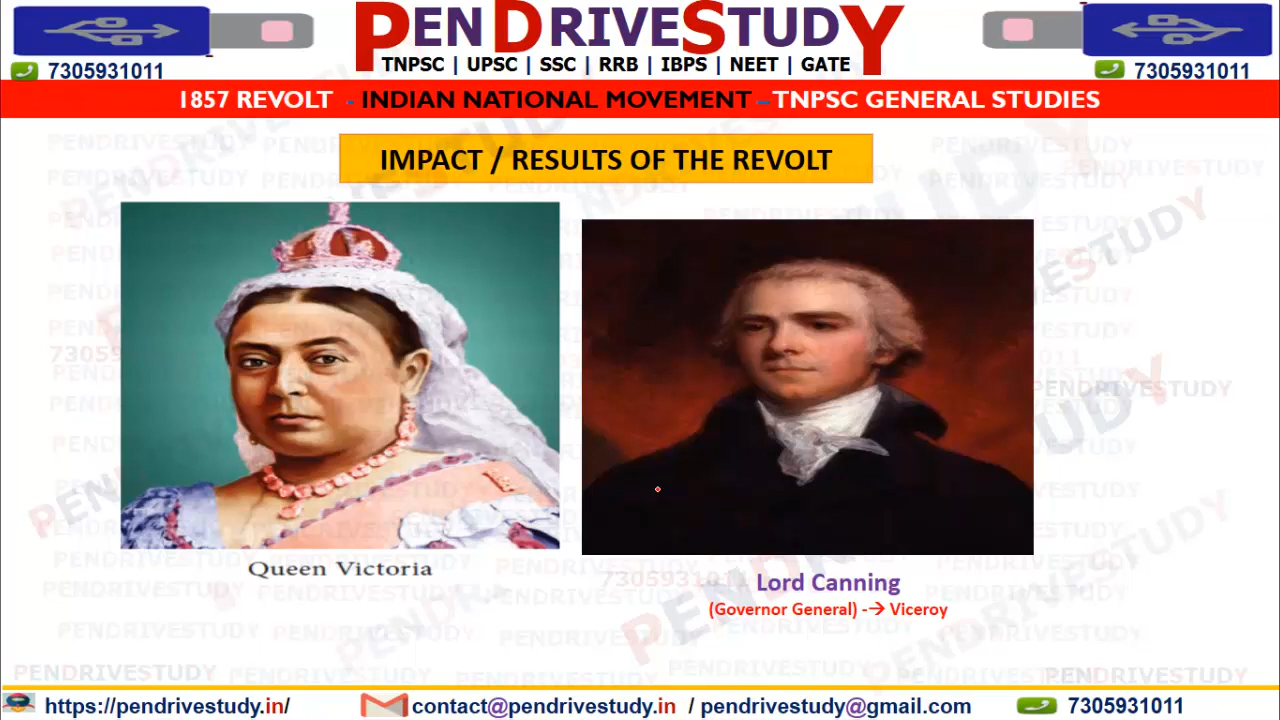 PENDRIVESTUDY
TNPSC | UPSC | SSC | RRB | IBPS | NEET | GATE
7305931011
7305931011
1857 REVOLT - INDIAN NATIONAL MOVEMENT – TNPSC GENERAL STUDIES
IMPACT / RESULTS OF THE REVOLT
Queen Victoria
Lord Canning
(Governor General) -→ Viceroy
https://pendrivestudy.in/
contact@pendrivestudy.in / pendrivestudy@gmail.com
7305931011